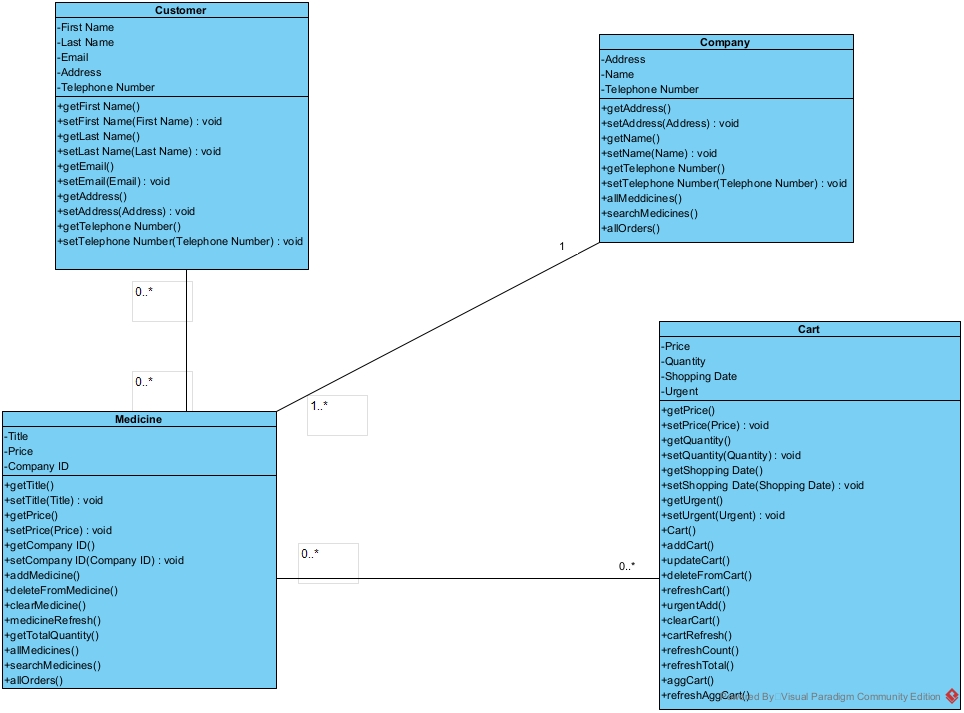 Customer
-First Name
-Last Name
-Email
-Address
-Telephone Number
+getFirst Name()
+setFirst Name(First Name) : void
+getLast Name()
+setLast Name(Last Name) : void
+getEmail()
+setEmail(Email) : void
+getAddress()
+setAddress(Address) : void
+getTelephone Number()
+setTelephone Number(Telephone Number) : void
Company
-Address
-Name
-Telephone Number
+getAddress()
+setAddress(Address) : void
+getName()
+setName(Name) : void
+getTelephone Number()
+setTelephone Number(Telephone Number) : void
+allMeddicines()
+searchMedicines()
+allOrders()
1
0..*
0..*
1..*
Medicine
-Title
-Price
-Company ID
+getTitle()
+setTitle(Title) : void
+getPrice()
+setPrice(Price) : void
+getCompany ID()
+setCompany ID(Company ID) : void
+addMedicine()
+deleteFromMedicine()
+clearMedicine()
+medicineRefresh()
+getTotalQuantity()
+allMedicines()
+searchMedicines()
+allOrders()
0..*
0..*
Cart
-Price
-Quantity
-Shopping Date
-Urgent
+getPrice()
+setPrice(Price) : void
+getQuantity()
+setQuantity(Quantity) : void
+getShopping Date()
+setShopping Date(Shopping Date) : void
+getUrgent()
+setUrgent(Urgent) : void
+Cart()
+addCart()
+updateCart()
+deleteFromCart()
+refreshCart()
+urgentAdd()
+clearCart()
+cartRefresh()
+refreshCount()
+refreshTotal()
+aggCart()
+refreshAggCart()
Powered By Visual Paradigm Community Edition